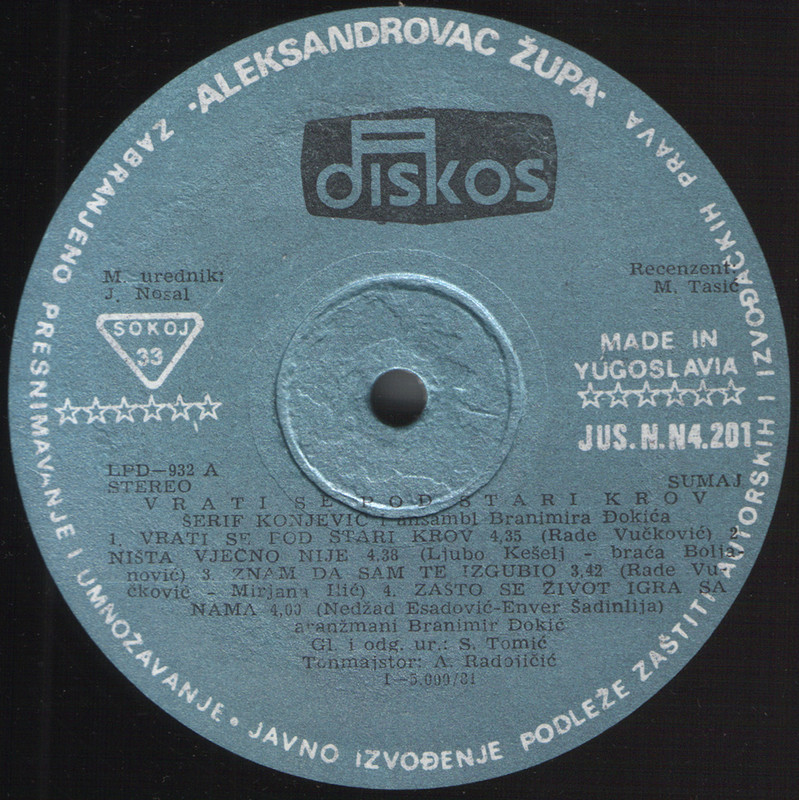 ·ALEKSANDROVAC ŽUPA·
diskos
ZABRANJENO PRESNIMAVANJE I UMNOŽAVANJE • JAVNO IZVOĐENJE PODLEŽE ZAŠTITI AUTORSKIH I IZVOĐAČKIH PRAVA
M. urednik:
J. Nosal
Recenzent:
M. Tasić
SOKOJ
33
MADE IN
YUGOSLAVIA
☆☆☆☆☆☆
☆☆☆☆☆☆
JUS.N.N4.201
LPD—932 A
STEREO
SUMAJ
VRATI SE POD STARI KROV
ŠERIF KONJEVIĆ i ansambl Branimira Đokića
1. VRATI SE POD STARI KROV 4,35 (Rade Vučković) 2.
NIŠTA VJEČNO NIJE 4,38 (Ljubo Kešelj - braća Bolja-
nović) 3. ZNAM DA SAM TE IZGUBIO 3,42 (Rade Vu-
čković - Mirjana Ilić) 4. ZAŠTO SE ŽIVOT IGRA SA
NAMA 4,00 (Nedžad Esadović-Enver Šadinlija)
aranžmani Branimir Đokić
Gl. i odg. ur.: S. Tomić
Tonmajstor: A. Radojičić
I—5.000/81